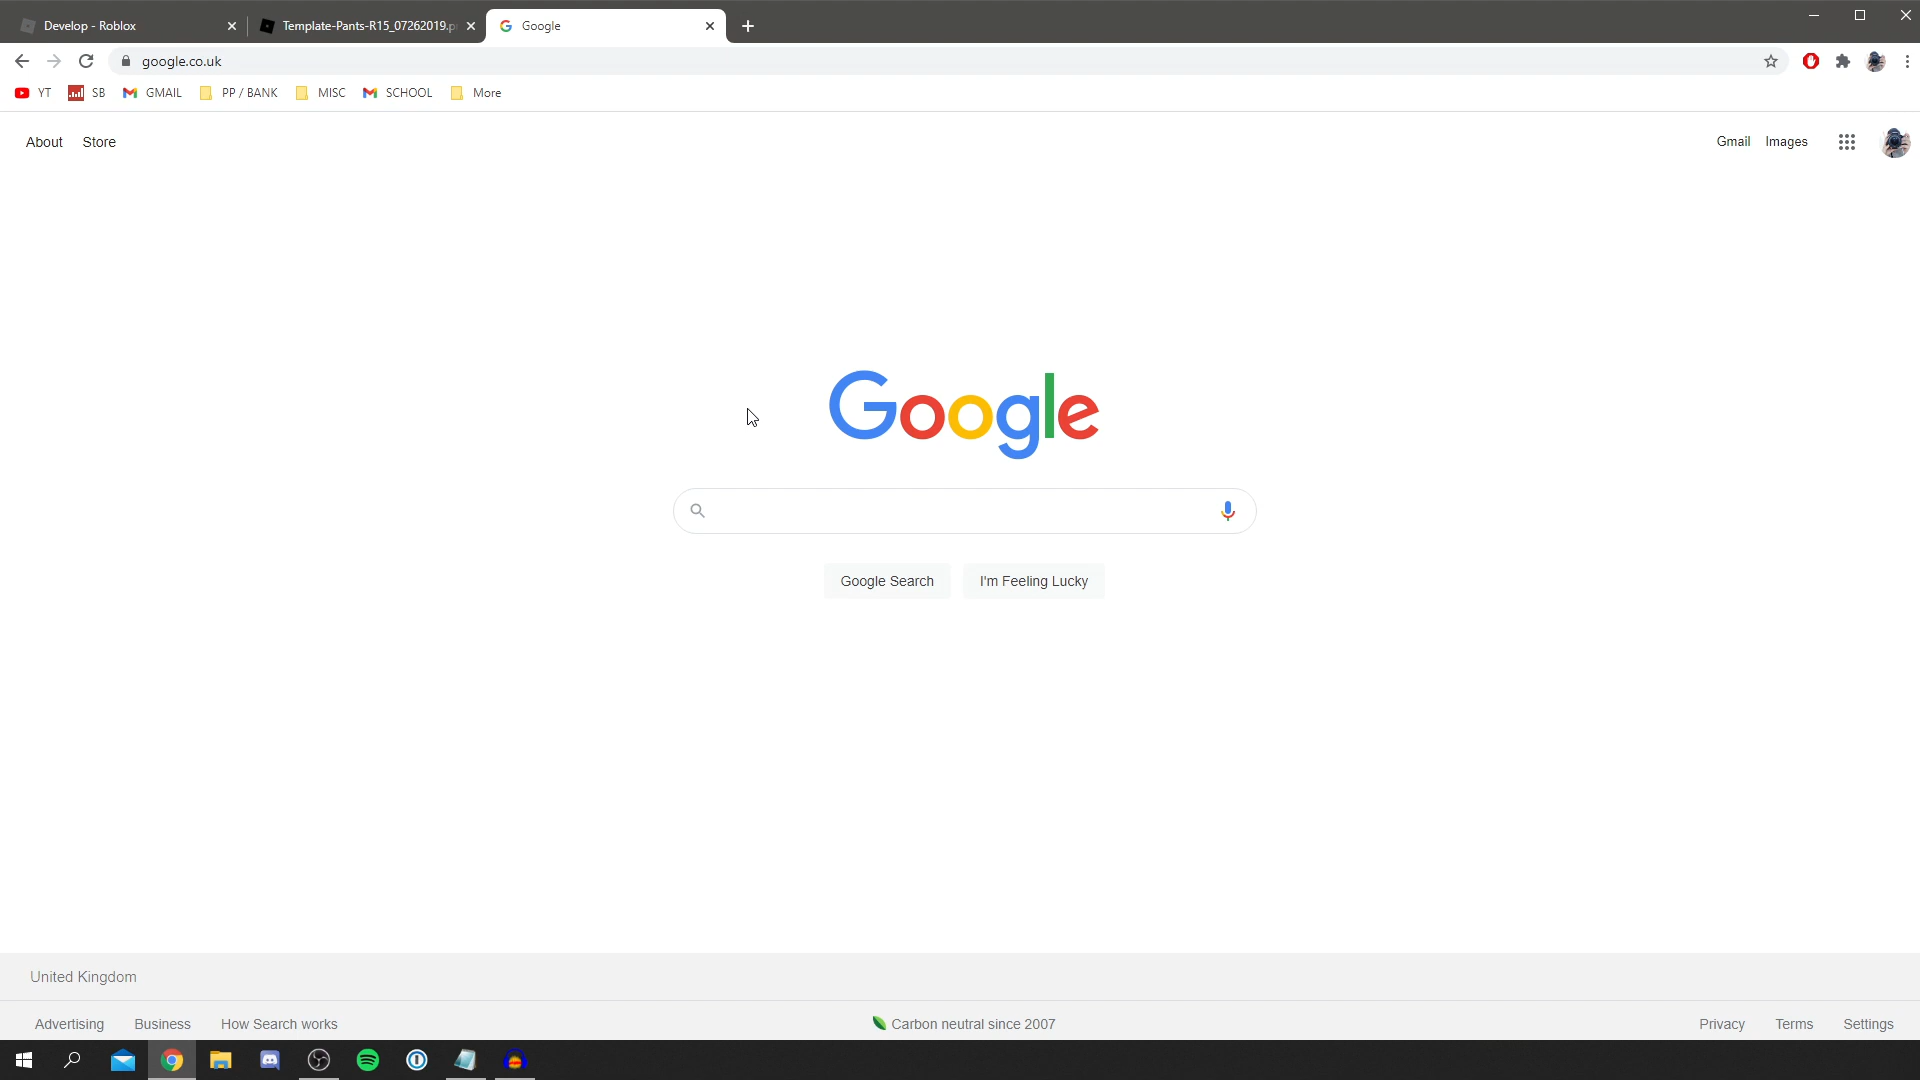 Develop - Roblox
Template-Pants-R15_07262019.p
Google
google.co.uk
YT
SB
GMAIL
PP / BANK
MISC
SCHOOL
More
About
Store
Gmail
Images
Google
Google Search
I'm Feeling Lucky
United Kingdom
Advertising
Business
How Search works
Carbon neutral since 2007
Privacy
Terms
Settings